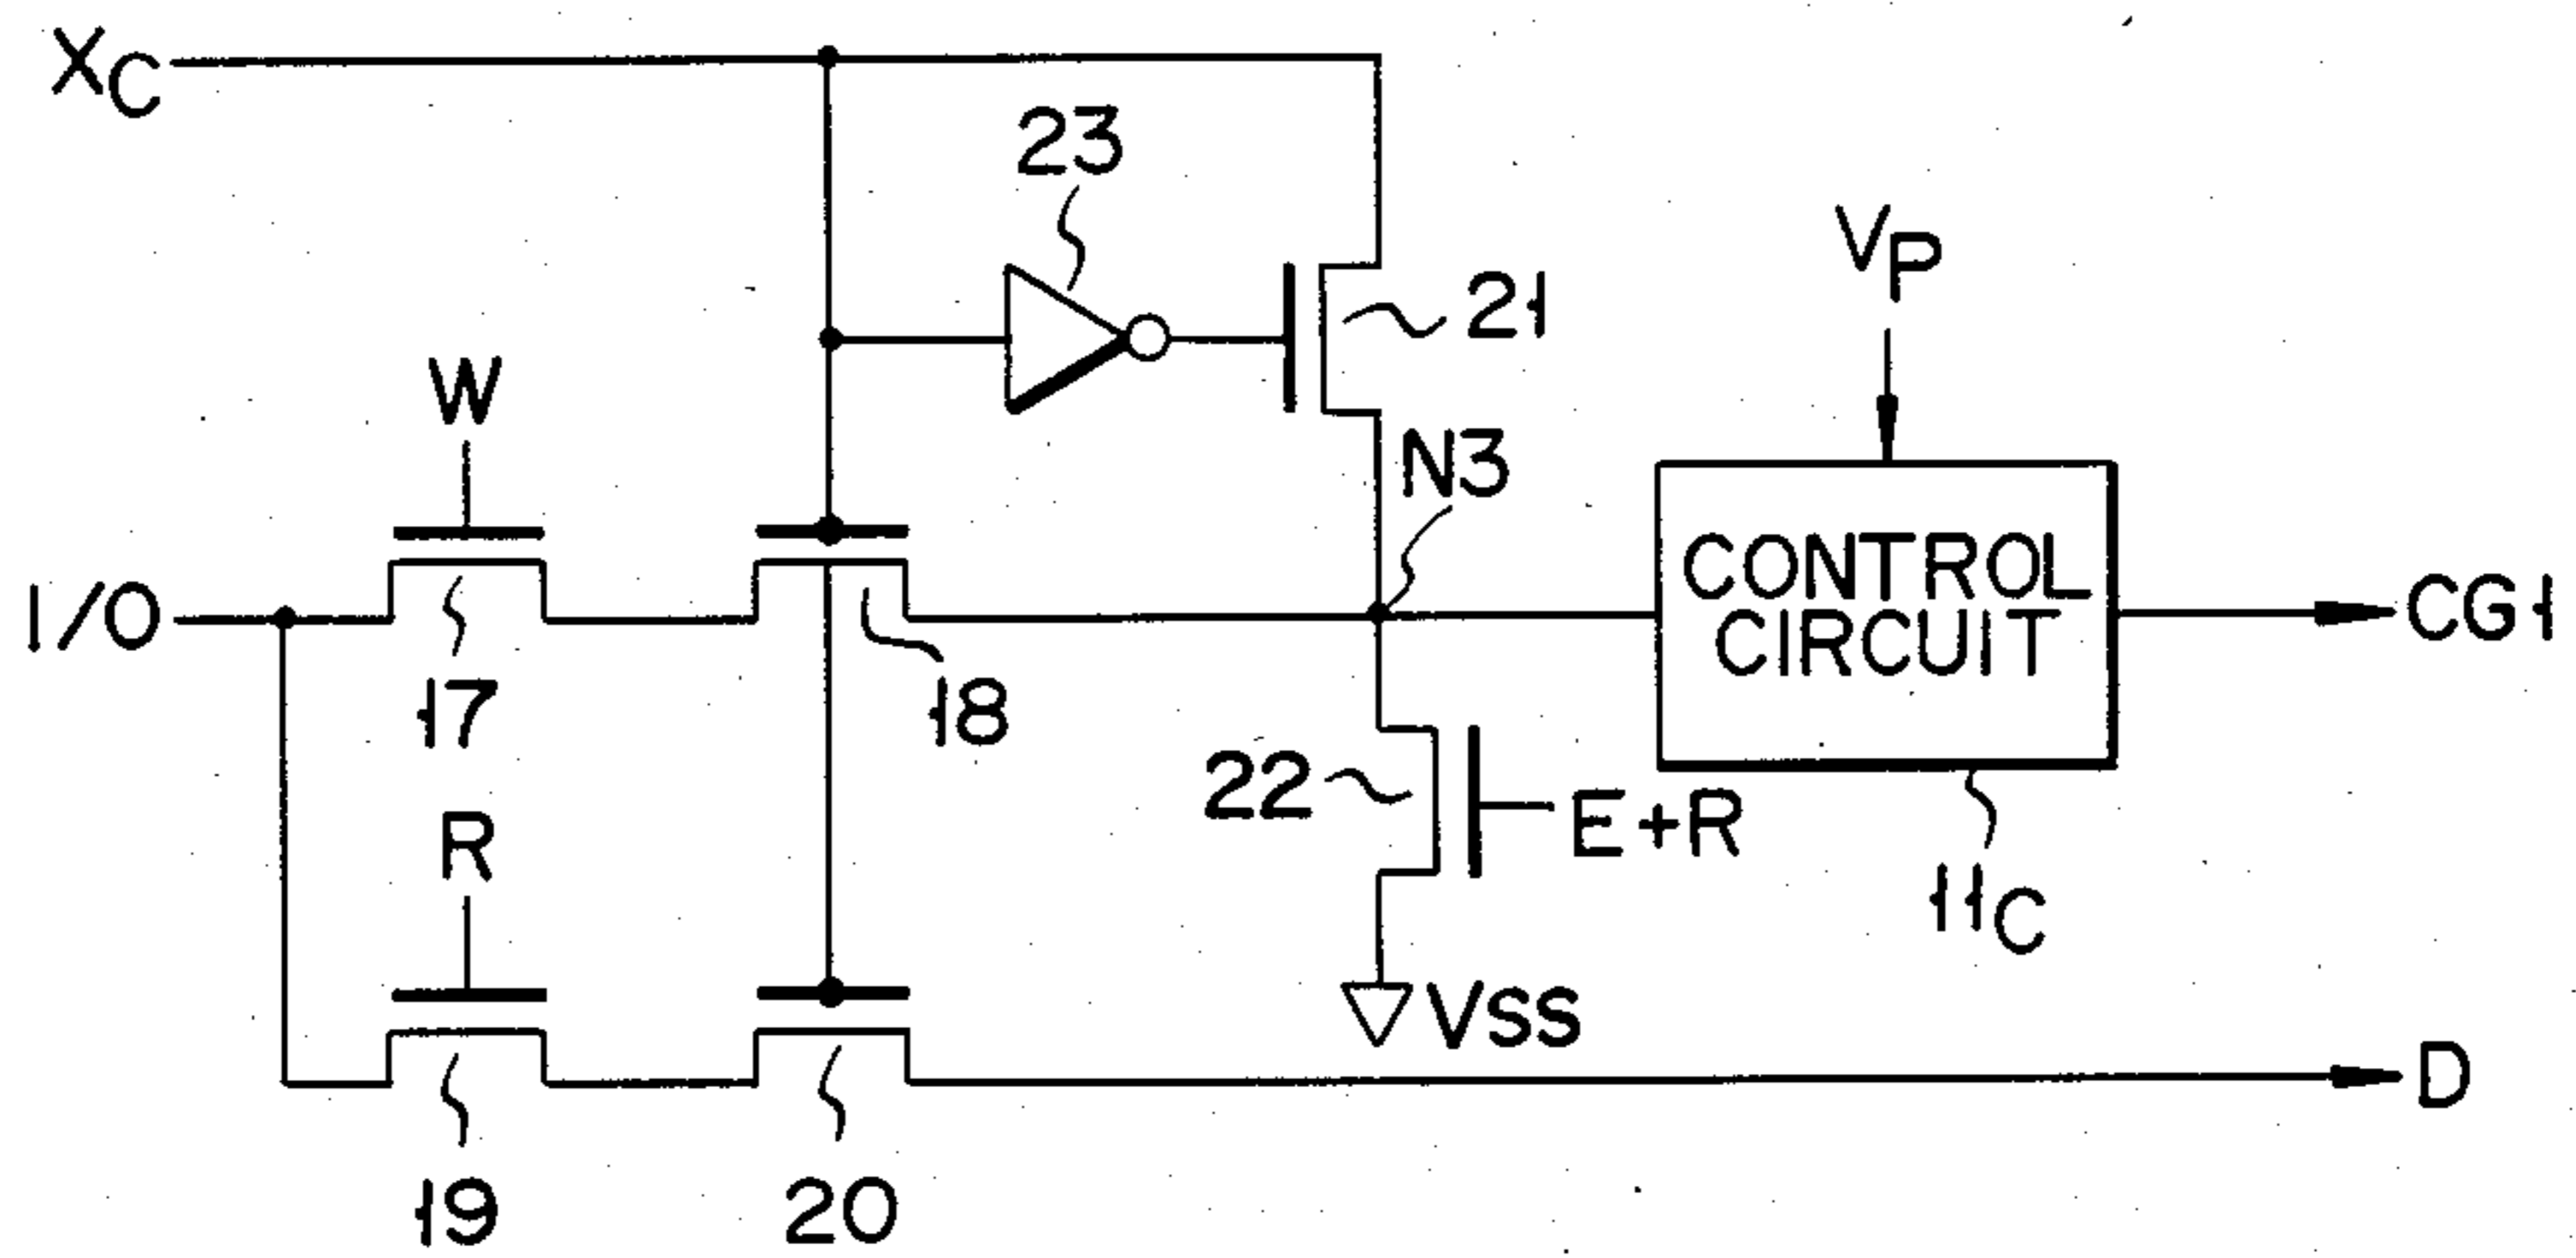 XC
23
VP
21
W
N3
I/O
CONTROL
CIRCUIT
CG1
17
18
22
E+R
R
11C
VSS
D
19
20